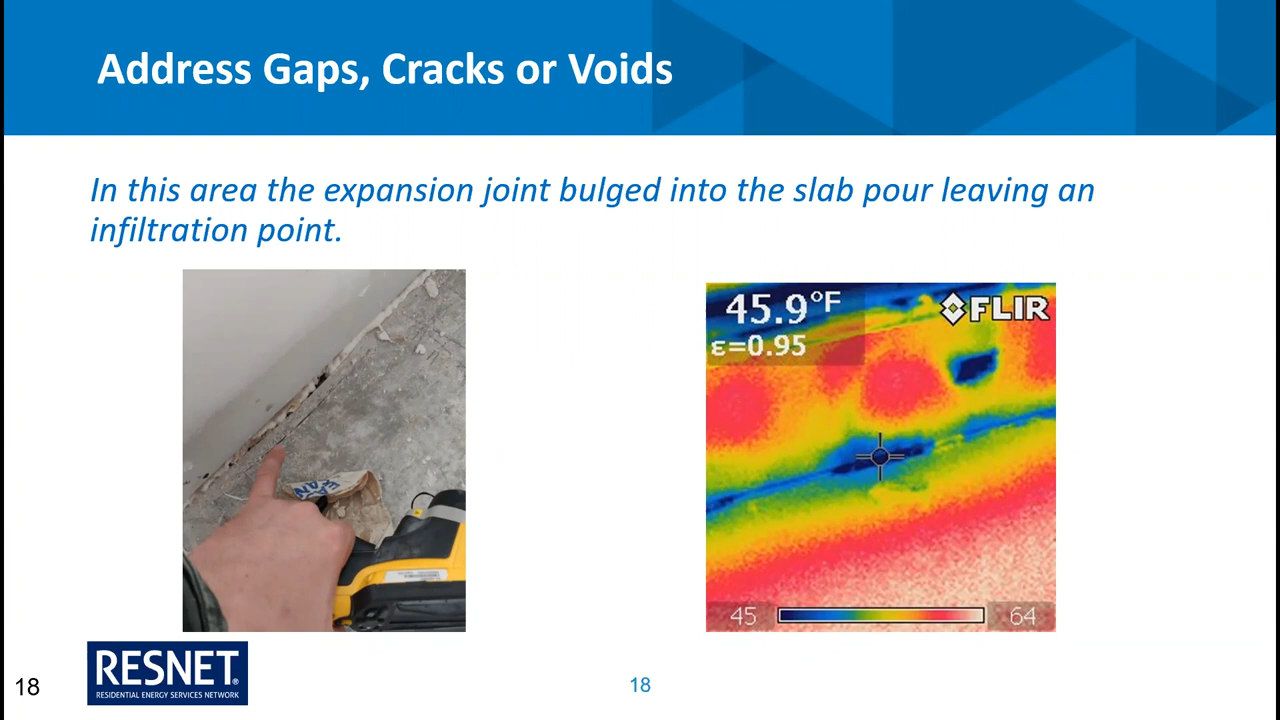 Address Gaps, Cracks or Voids
In this area the expansion joint bulged into the slab pour leaving an
infiltration point.
45.9°F
ε=0.95
FLIR
45
64
RESNET®
RESIDENTIAL ENERGY SERVICES NETWORK
18
18